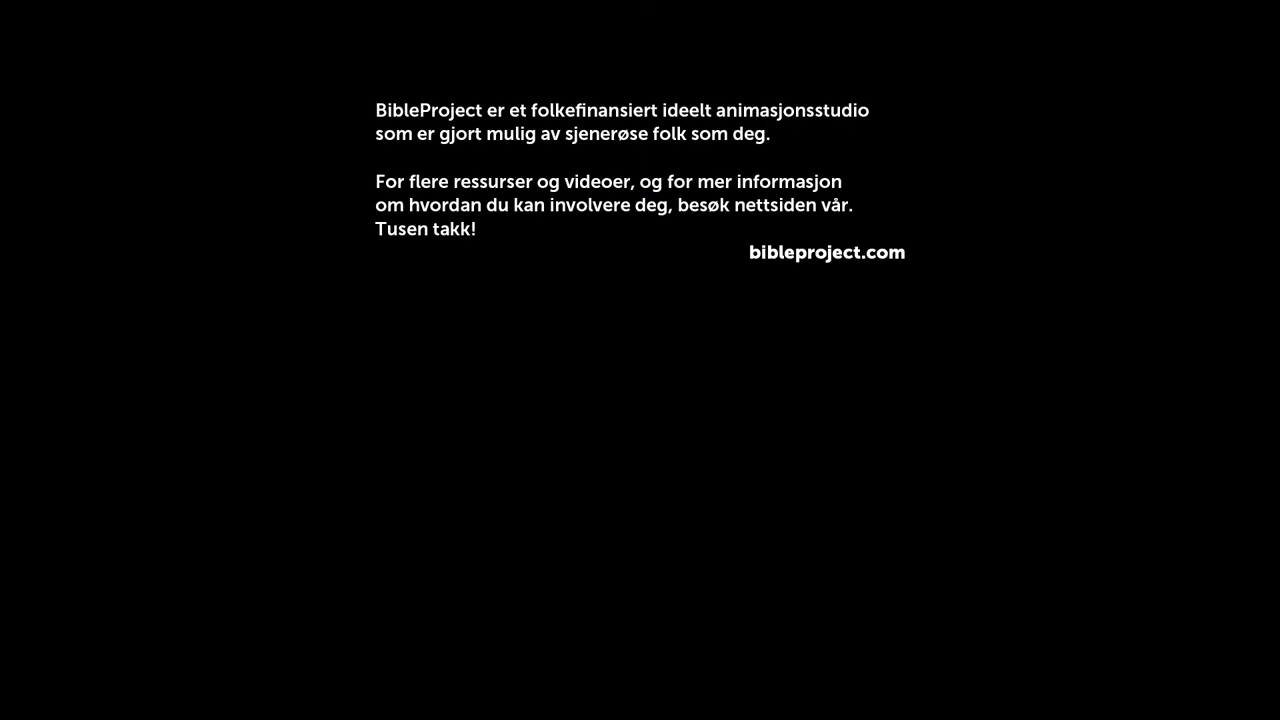 BibleProject er et folkefinansiert ideelt animasjonsstudio
som er gjort mulig av sjenerøse folk som deg.
For flere ressurser og videoer, og for mer informasjon
om hvordan du kan involvere deg, besøk nettsiden vår.
Tusen takk!
bibleproject.com